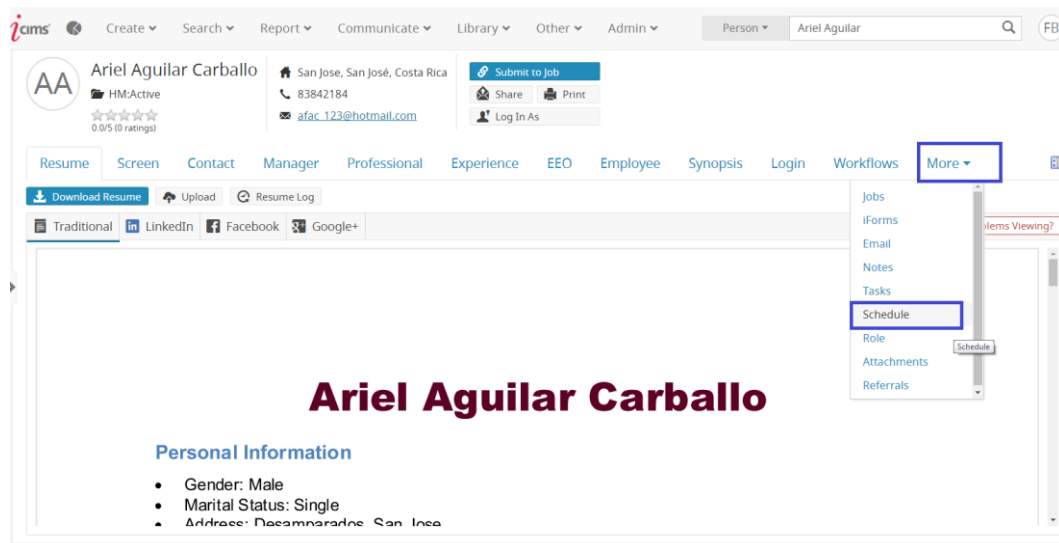 icims Create Search Report Communicate Library Other Admin Person Ariel Aguilar FB
AA
Ariel Aguilar Carballo
HM:Active
0.0/5 (0 ratings)
San Jose, San José, Costa Rica
83842184
afac_123@hotmail.com
Submit to Job
Share Print
Log In As
Resume Screen Contact Manager Professional Experience EEO Employee Synopsis Login Workflows More
Download Resume Upload Resume Log
Traditional LinkedIn Facebook Google+
Viewing?
Jobs
iForms
Email
Notes
Tasks
Schedule
Role
Schedule
Attachments
Referrals
Ariel Aguilar Carballo
Personal Information
• Gender: Male
• Marital Status: Single
• Address: Desamparados, San Jose